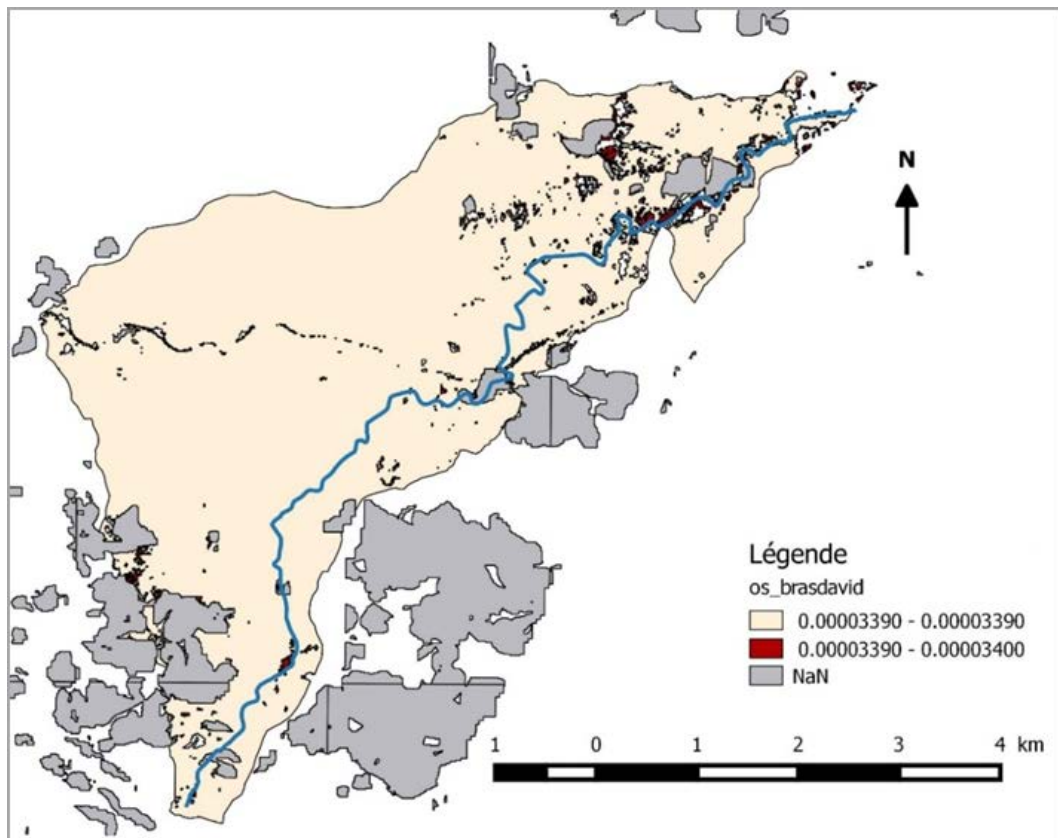 N
Légende
os_brasdavid
0.00003390 - 0.00003390
0.00003390 - 0.00003400
NaN
1 0 1 2 3 4 km